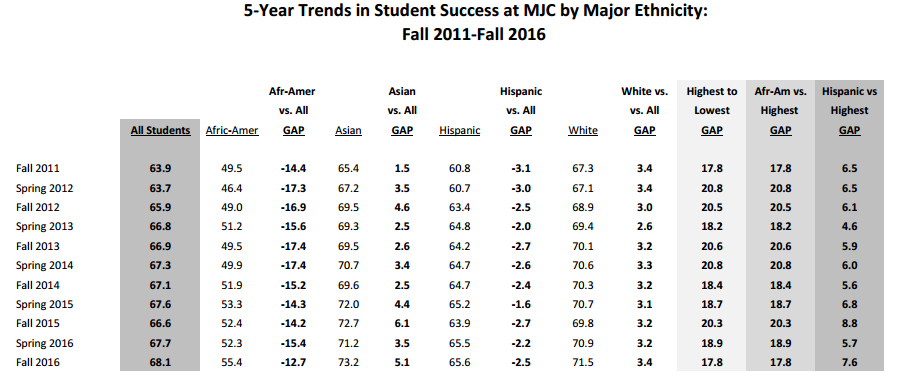 5-Year Trends in Student Success at MJC by Major Ethnicity:
Fall 2011-Fall 2016
Afr-Amer Asian Hispanic White vs. Highest to Afr-Am vs. Hispanic vs
vs. All vs. All vs. All vs. All Lowest Highest Highest
All Students Afric-Amer GAP Asian GAP Hispanic GAP White GAP GAP GAP GAP
Fall 2011 63.9 49.5 -14.4 65.4 1.5 60.8 -3.1 67.3 3.4 17.8 17.8 6.5
Spring 2012 63.7 46.4 -17.3 67.2 3.5 60.7 -3.0 67.1 3.4 20.8 20.8 6.5
Fall 2012 65.9 49.0 -16.9 69.5 4.6 63.4 -2.5 68.9 3.0 20.5 20.5 6.1
Spring 2013 66.8 51.2 -15.6 69.3 2.5 64.8 -2.0 69.4 2.6 18.2 18.2 4.6
Fall 2013 66.9 49.5 -17.4 69.5 2.6 64.2 -2.7 70.1 3.2 20.6 20.6 5.9
Spring 2014 67.3 49.9 -17.4 70.7 3.4 64.7 -2.6 70.6 3.3 20.8 20.8 6.0
Fall 2014 67.1 51.9 -15.2 69.6 2.5 64.7 -2.4 70.3 3.2 18.4 18.4 5.6
Spring 2015 67.6 53.3 -14.3 72.0 4.4 65.2 -1.6 70.7 3.1 18.7 18.7 6.8
Fall 2015 66.6 52.4 -14.2 72.7 6.1 63.9 -2.7 69.8 3.2 20.3 20.3 8.8
Spring 2016 67.7 52.3 -15.4 71.2 3.5 65.5 -2.2 70.9 3.2 18.9 18.9 5.7
Fall 2016 68.1 55.4 -12.7 73.2 5.1 65.6 -2.5 71.5 3.4 17.8 17.8 7.6